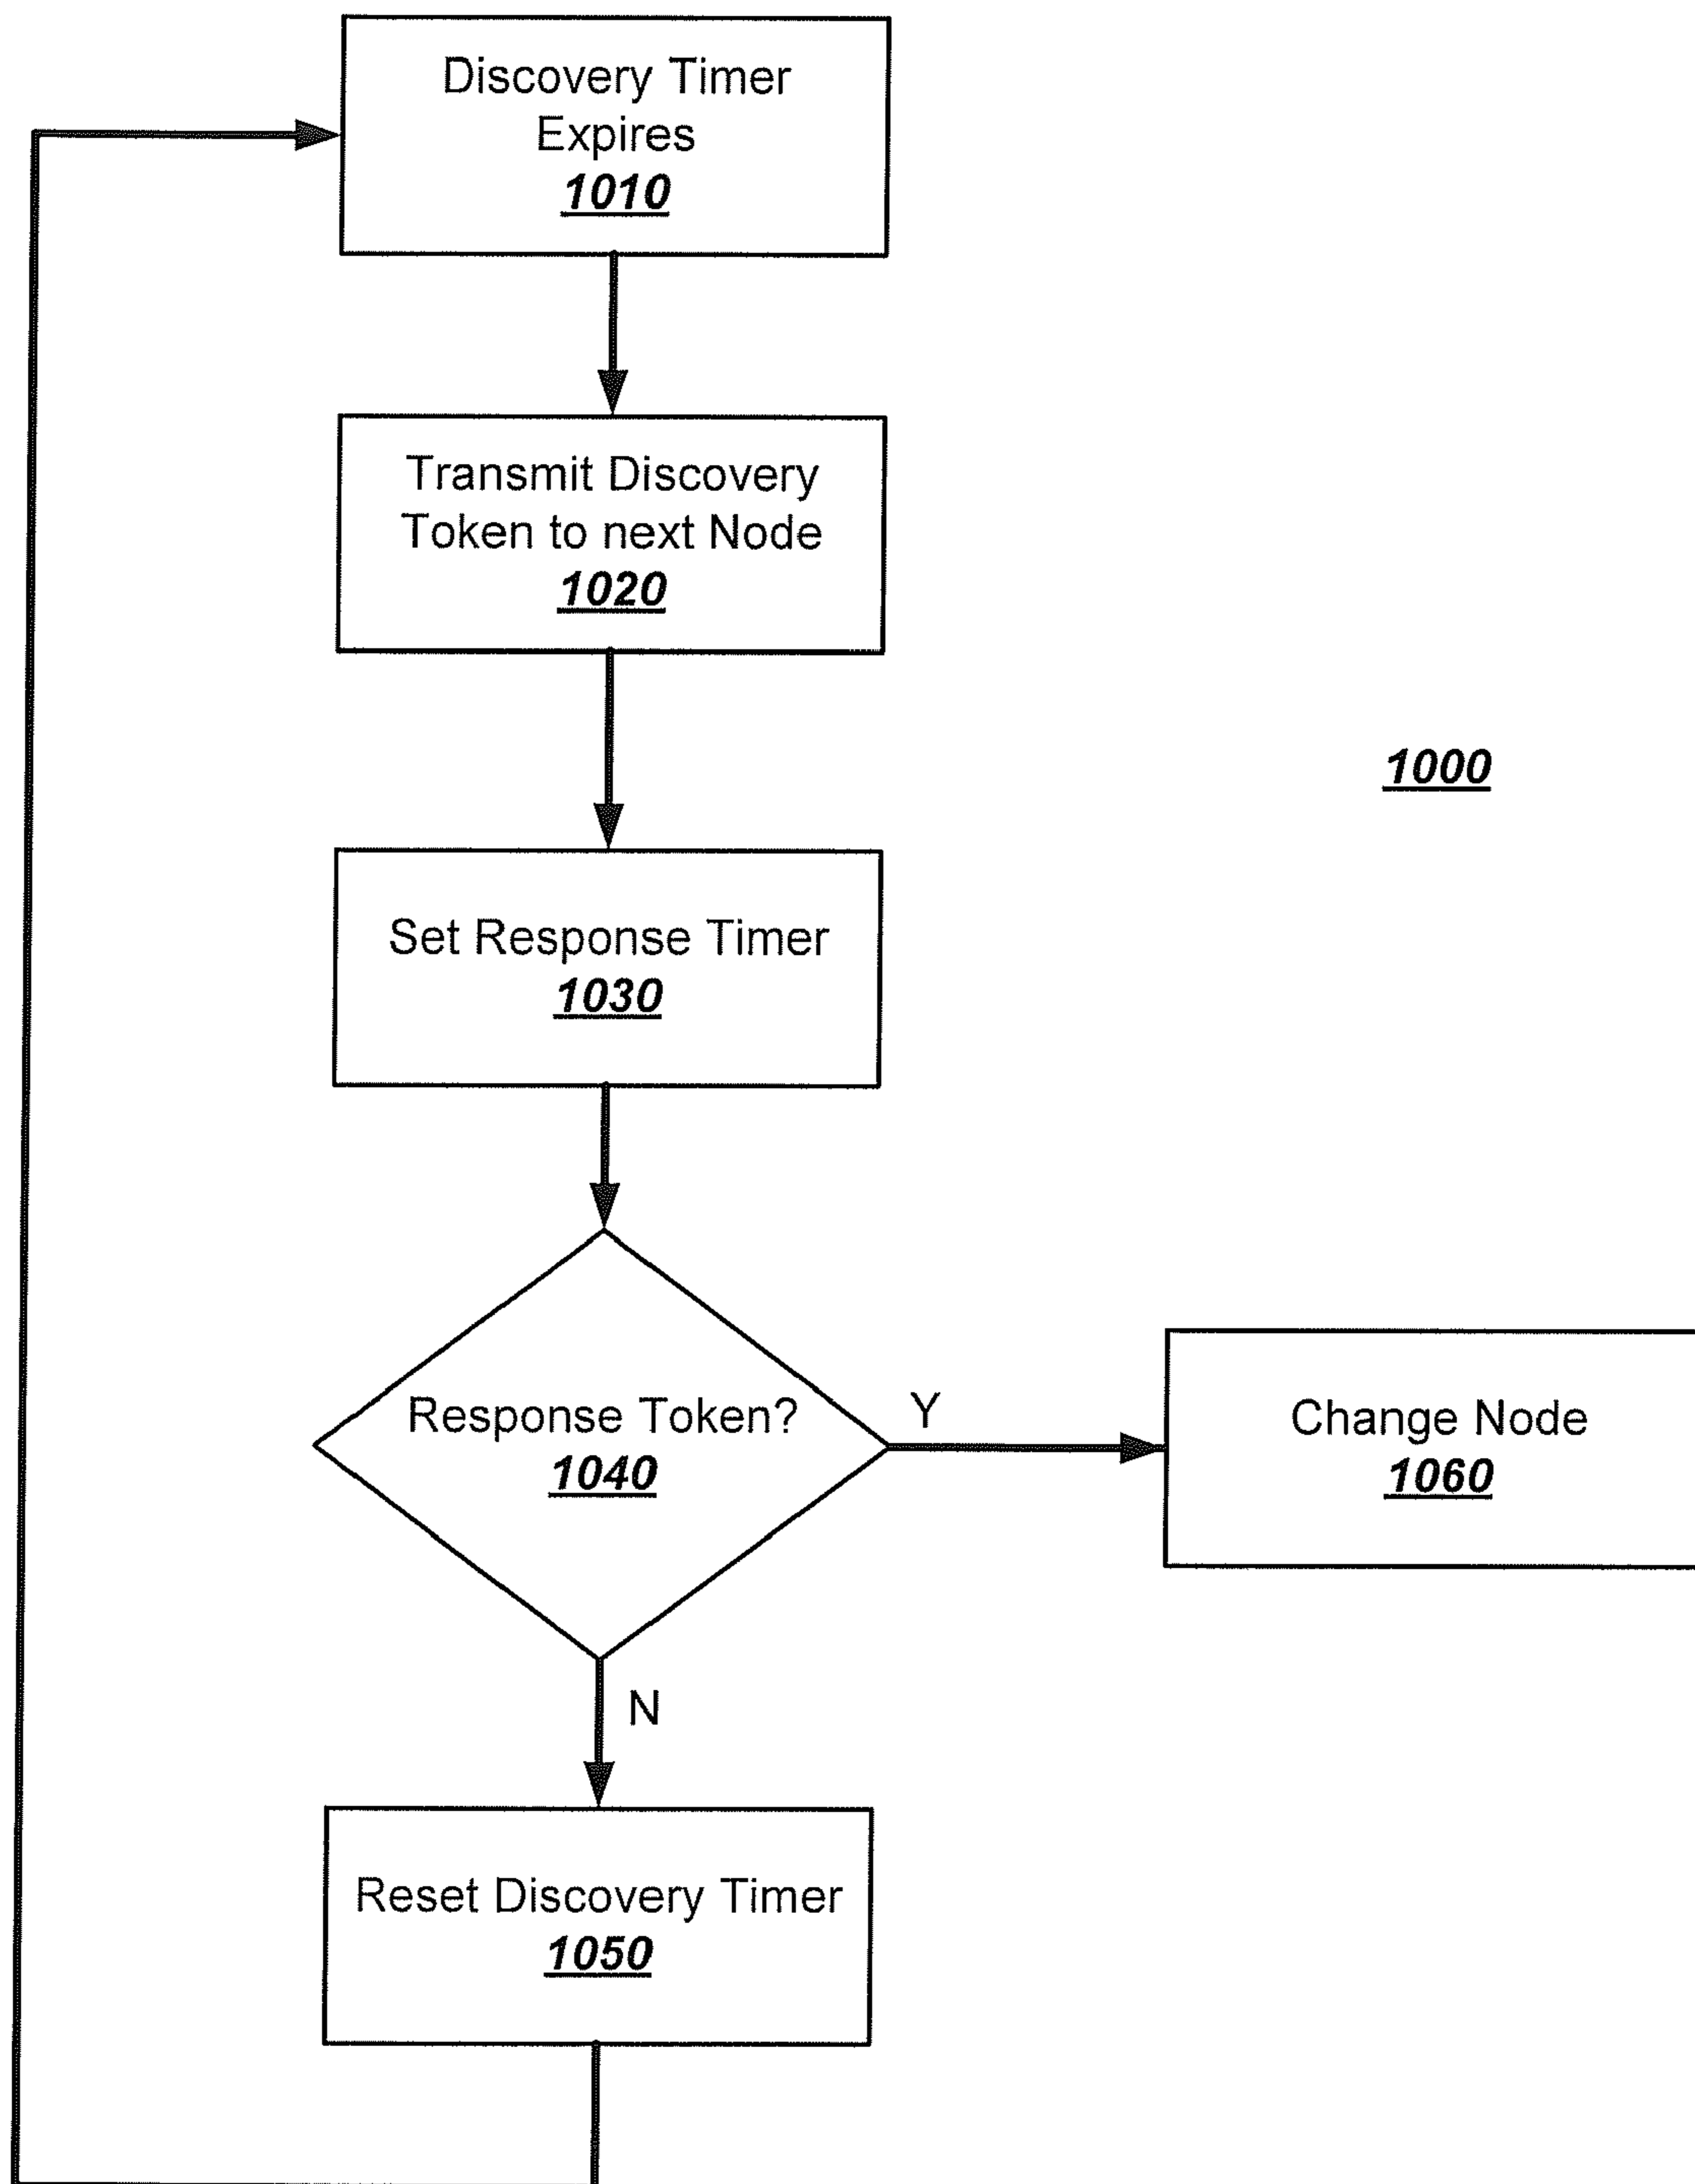 Discovery Timer
Expires
1010
Transmit Discovery
Token to next Node
1020
1000
Set Response Timer
1030
Response Token?
1040
Y
Change Node
1060
N
Reset Discovery Timer
1050